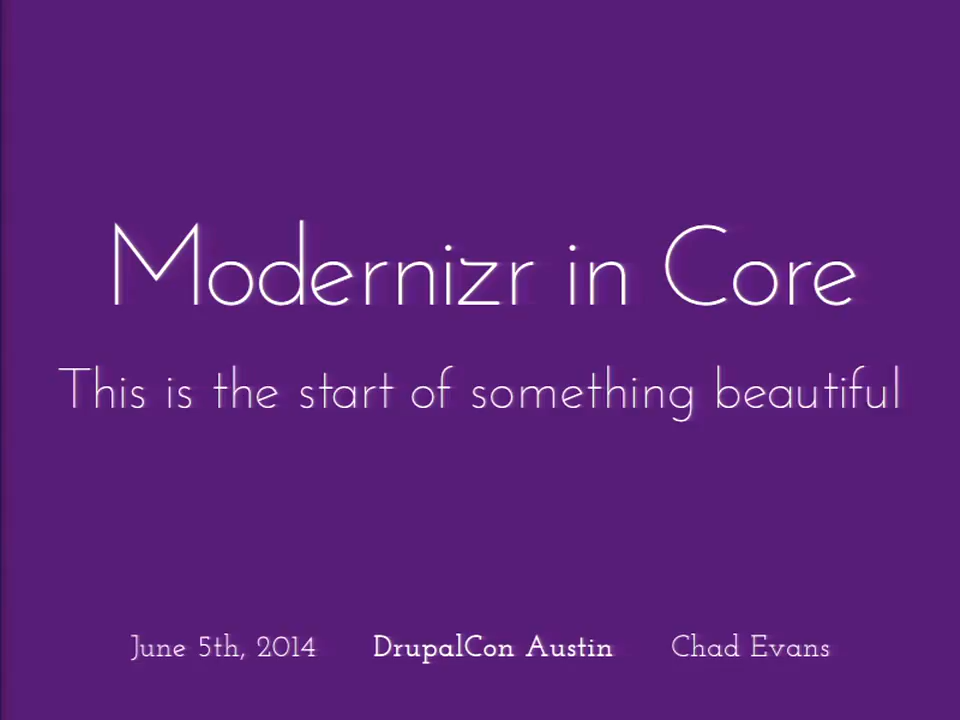 Modernizr in Core
This is the start of something beautiful
June 5th, 2014 DrupalCon Austin Chad Evans